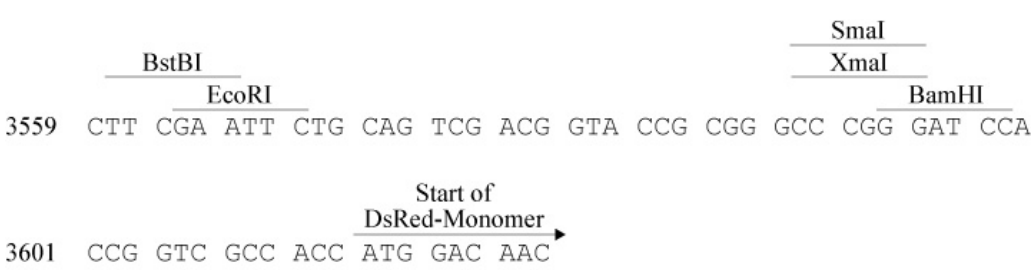 SmaI
BstBI XmaI
EcoRI BamHI
3559 CTT CGA ATT CTG CAG TCG ACG GTA CCG CGG GCC CGG GAT CCA
Start of
DsRed-Monomer
3601 CCG GTC GCC ACC ATG GAC AAC